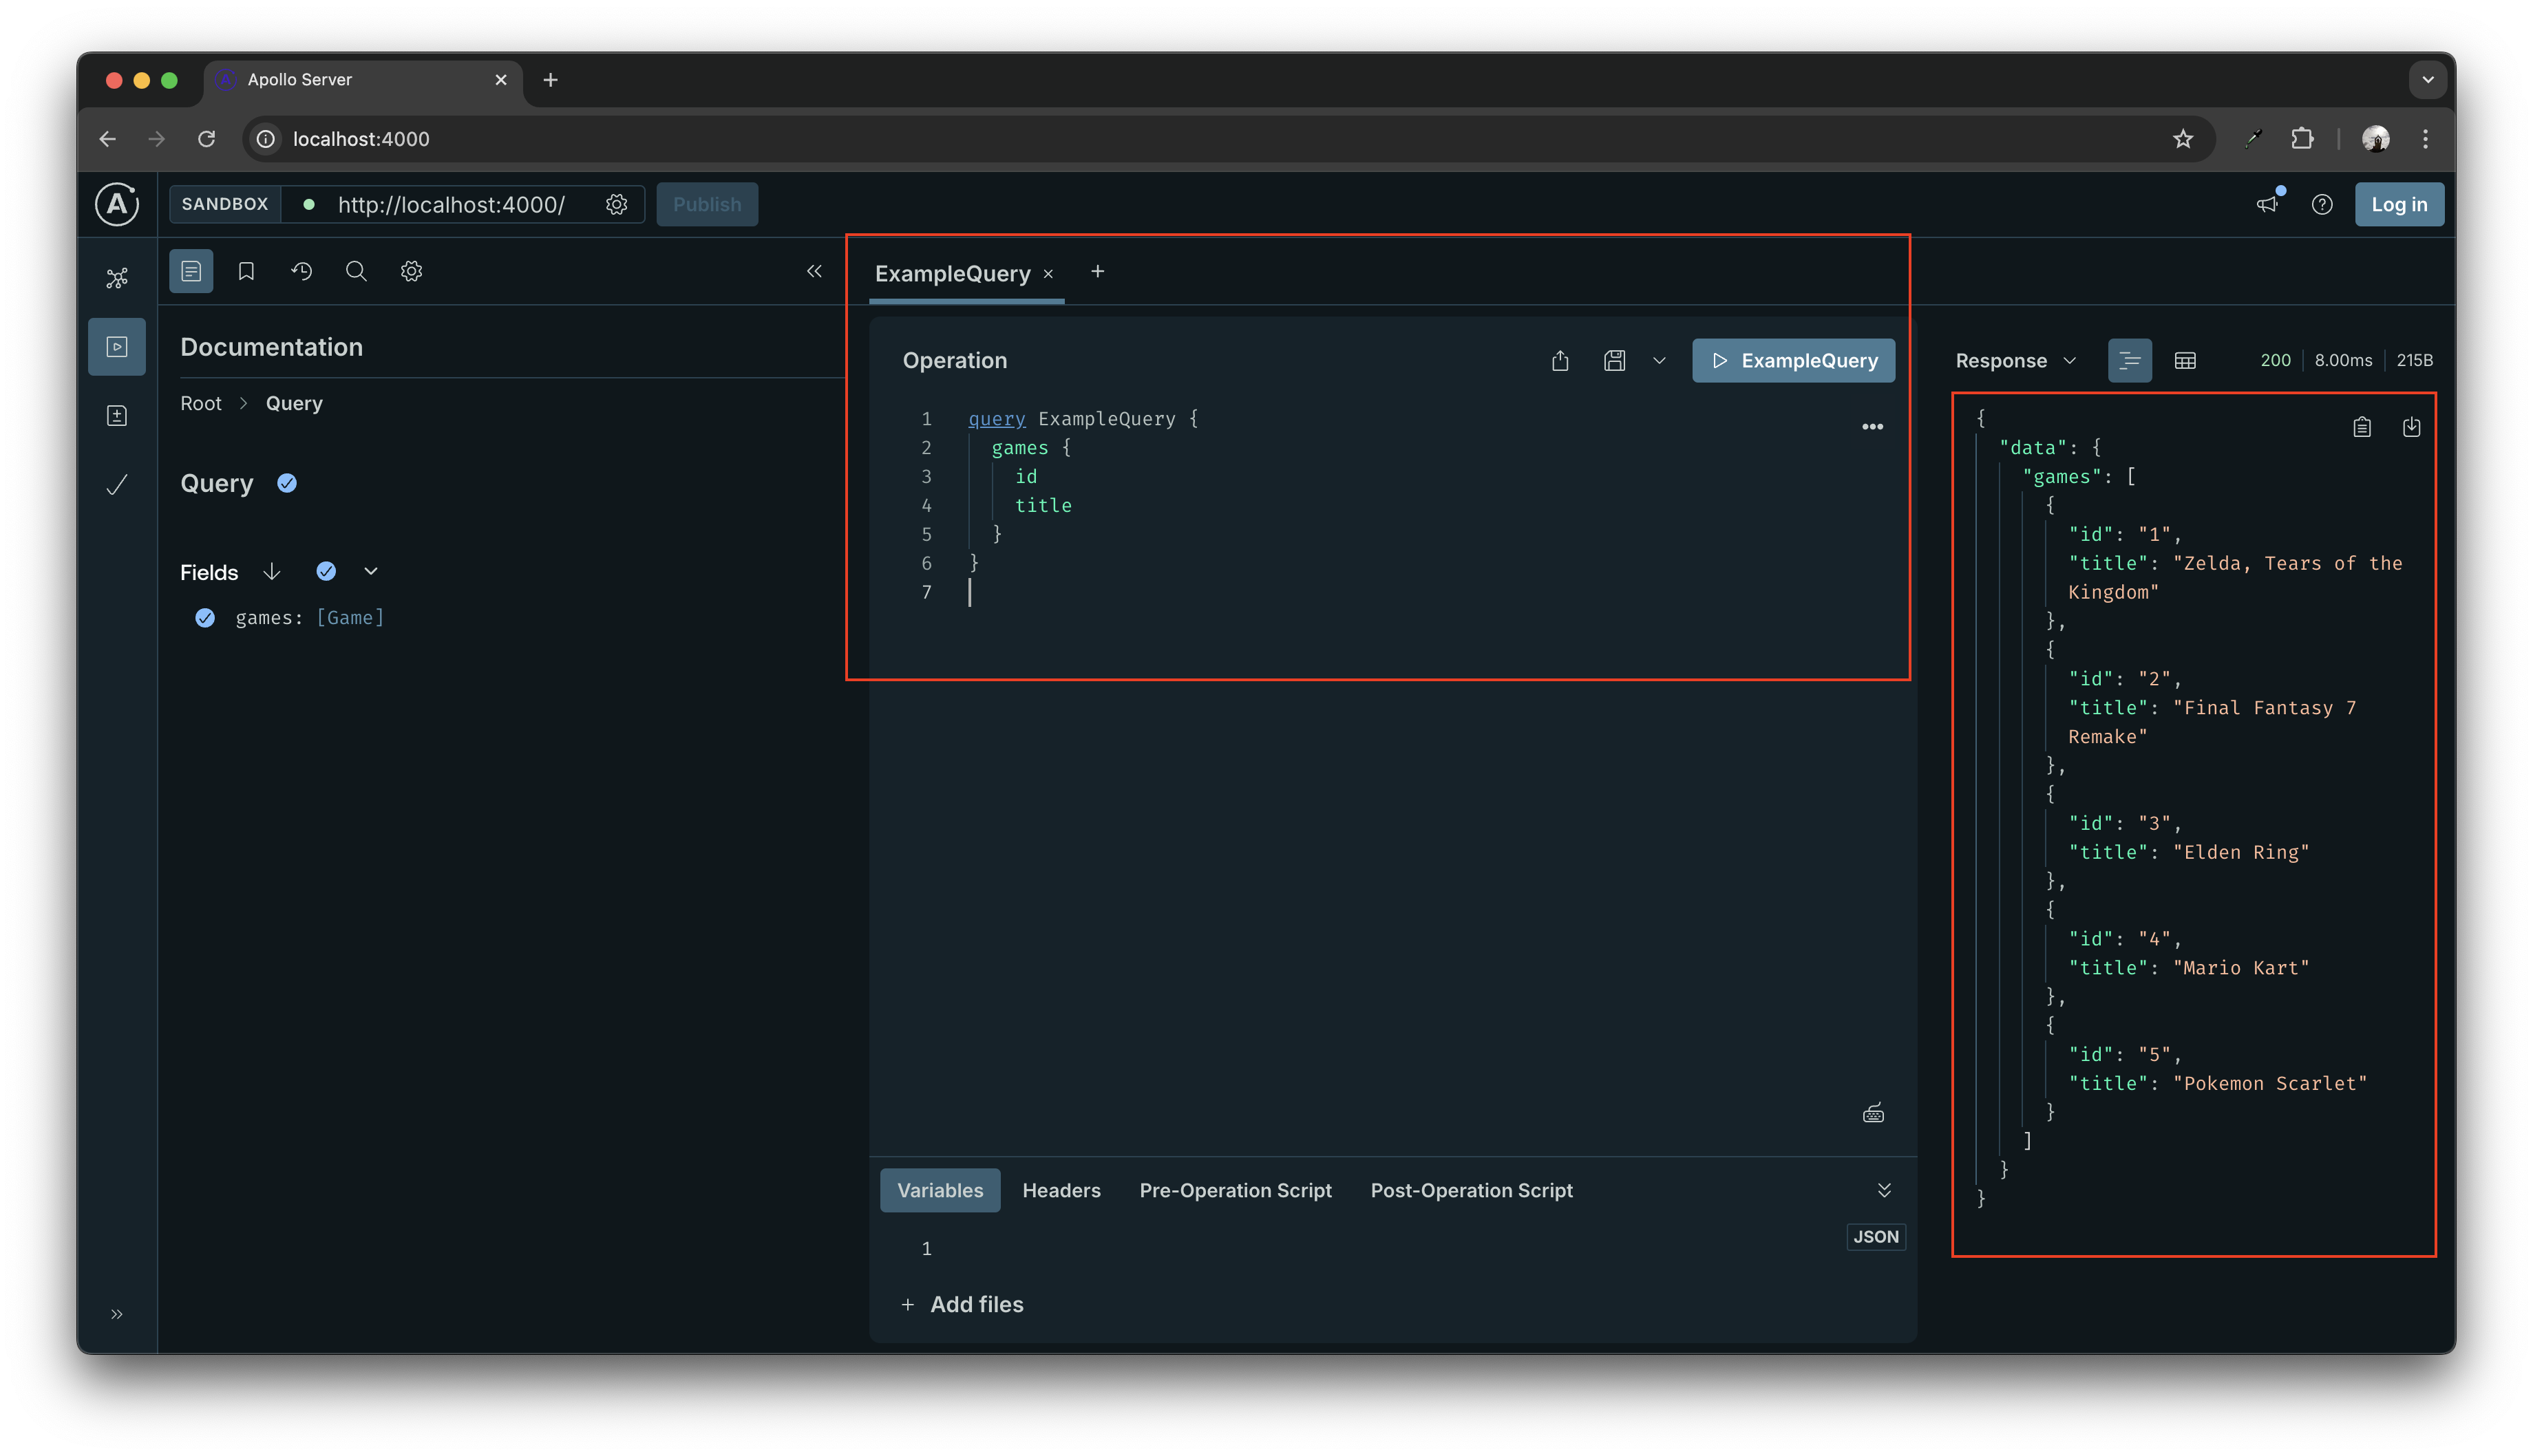 Apollo Server
localhost:4000
SANDBOX http://localhost:4000/ Publish
Log in
Documentation
Root > Query
Query
Fields
games: [Game]
ExampleQuery
Operation
ExampleQuery
1 query ExampleQuery {
2 games {
3 id
4 title
5 }
6 }
7
Variables Headers Pre-Operation Script Post-Operation Script
1
JSON
+ Add files
Response 200 8.00ms 215B
{
"data": {
"games": [
{
"id": "1",
"title": "Zelda, Tears of the
Kingdom"
},
{
"id": "2",
"title": "Final Fantasy 7
Remake"
},
{
"id": "3",
"title": "Elden Ring"
},
{
"id": "4",
"title": "Mario Kart"
},
{
"id": "5",
"title": "Pokemon Scarlet"
}
]
}
}